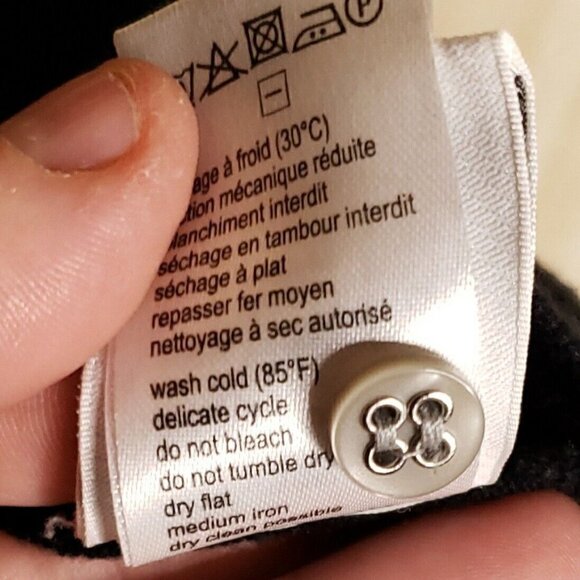 P
(30°C)
mécanique réduite
interdit
séchage en tambour interdit
séchage à plat
repasser fer moyen
nettoyage à sec autorisé
wash cold (85°F)
delicate cycle
do not bleach
do not tumble dry
dry flat
medium iron
dry clean possible